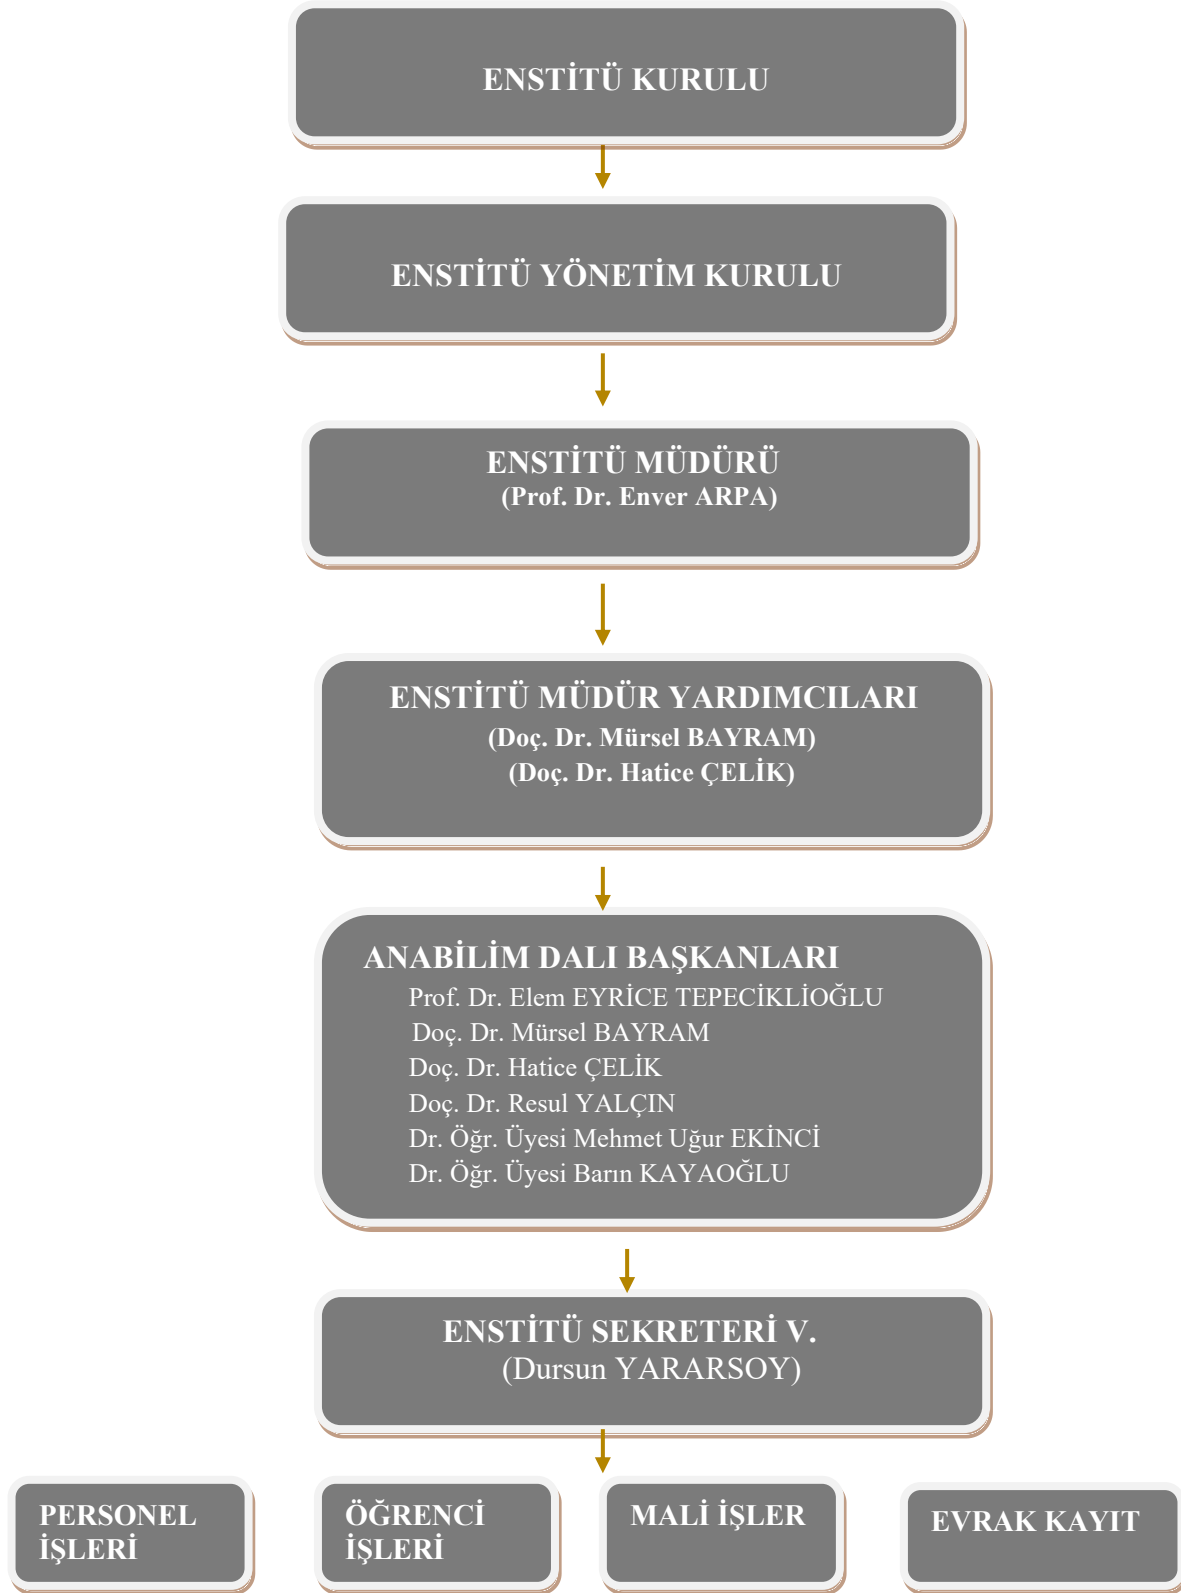 ENSTİTÜ KURULU
ENSTİTÜ YÖNETİM KURULU
ENSTİTÜ MÜDÜRÜ
(Prof. Dr. Enver ARPA)
ENSTİTÜ MÜDÜR YARDIMCILARI
(Doç. Dr. Mürsel BAYRAM)
(Doç. Dr. Hatice ÇELİK)
ANABİLİM DALI BAŞKANLARI
Prof. Dr. Elem EYRİCE TEPECİKLİOĞLU
Doç. Dr. Mürsel BAYRAM
Doç. Dr. Hatice ÇELİK
Doç. Dr. Resul YALÇIN
Dr. Öğr. Üyesi Mehmet Uğur EKİNCİ
Dr. Öğr. Üyesi Barın KAYAOĞLU
ENSTİTÜ SEKRETERİ V.
(Dursun YARARSOY)
PERSONEL
İŞLERİ
ÖĞRENCİ
İŞLERİ
MALİ İŞLER
EVRAK KAYIT